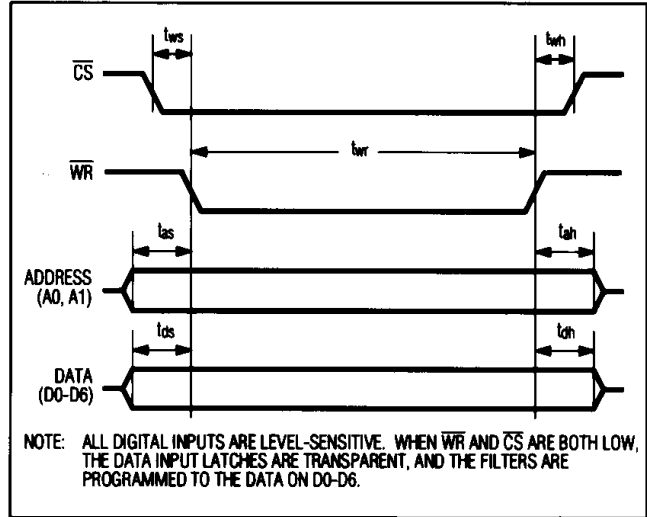 tws
twh
CS
twr
WR
tas
tah
ADDRESS
(A0, A1)
tds
tdh
DATA
(D0-D6)
NOTE: ALL DIGITAL INPUTS ARE LEVEL-SENSITIVE. WHEN WR AND CS ARE BOTH LOW,
THE DATA INPUT LATCHES ARE TRANSPARENT, AND THE FILTERS ARE
PROGRAMMED TO THE DATA ON D0-D6.